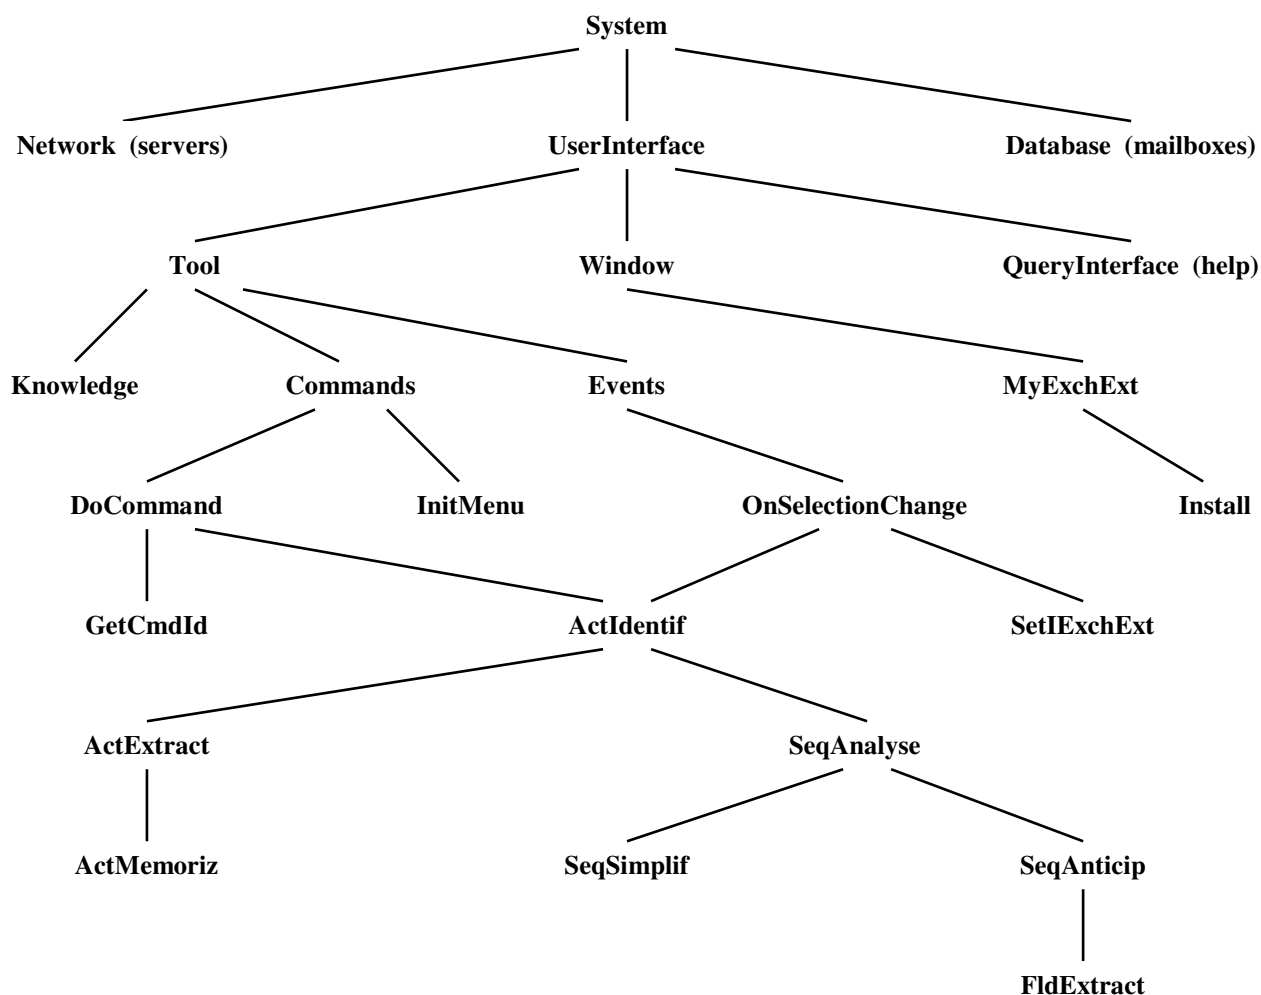 System
Network (servers) UserInterface Database (mailboxes)
Tool Window QueryInterface (help)
Knowledge Commands Events MyExchExt
DoCommand InitMenu OnSelectionChange Install
GetCmdId ActIdentif SetIExchExt
ActExtract SeqAnalyse
ActMemoriz SeqSimplif SeqAnticip
FldExtract